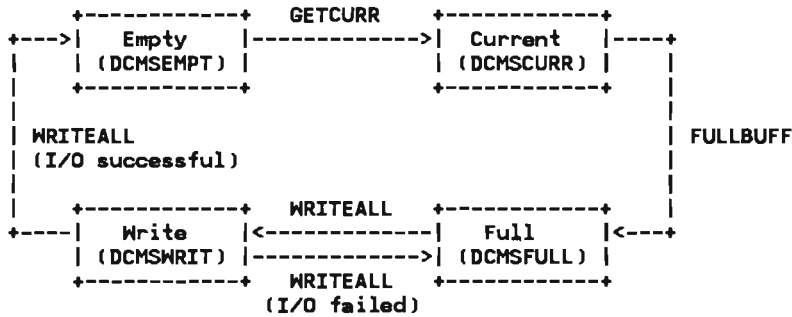 GETCURR
Empty Current
(DCMSEMPT) (DCMSCURR)
WRITEALL FULLBUFF
(I/O successful)
WRITEALL
Write Full
(DCMSWRIT) (DCMSFULL)
WRITEALL
(I/O failed)